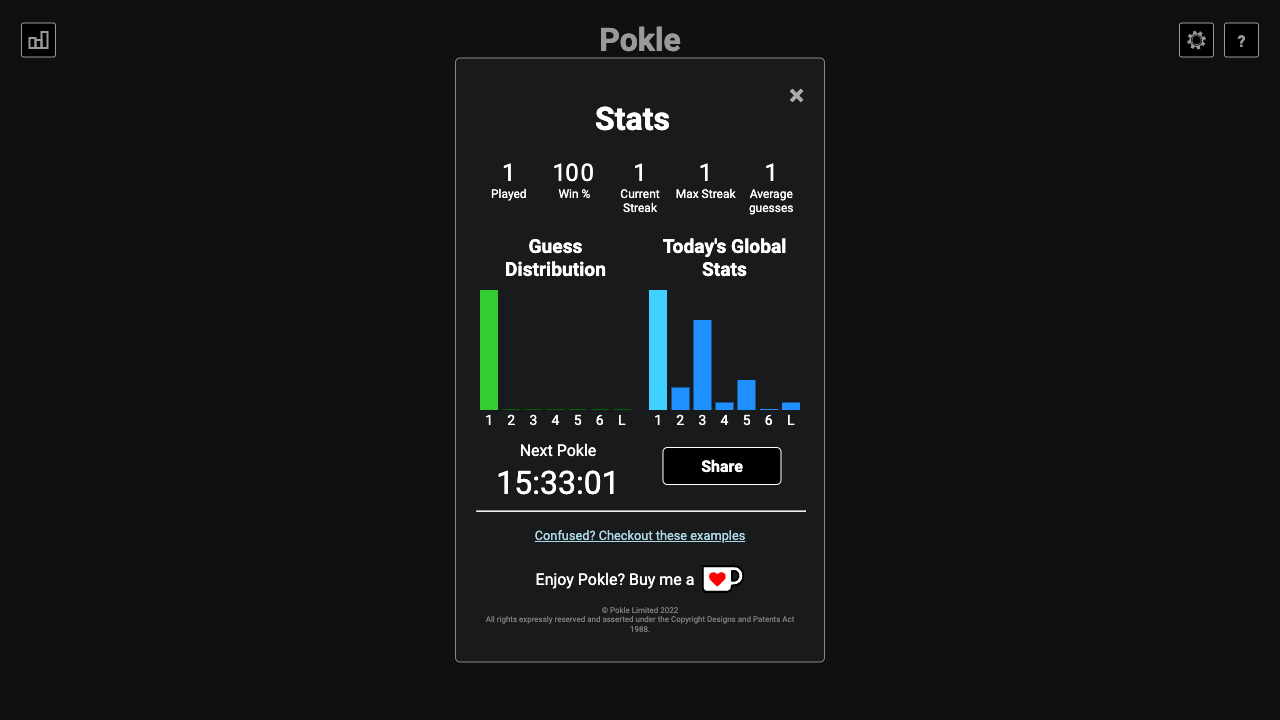 Pokle
?
Stats
1
Played
100
Win %
1
Current
Streak
1
Max Streak
1
Average
guesses
Guess
Distribution
1 2 3 4 5 6 L
Today's Global
Stats
1 2 3 4 5 6 L
Next Pokle
15:33:01
Share
Confused? Checkout these examples
Enjoy Pokle? Buy me a
© Pokle Limited 2022
All rights expressly reserved and asserted under the Copyright Designs and Patents Act
1988.